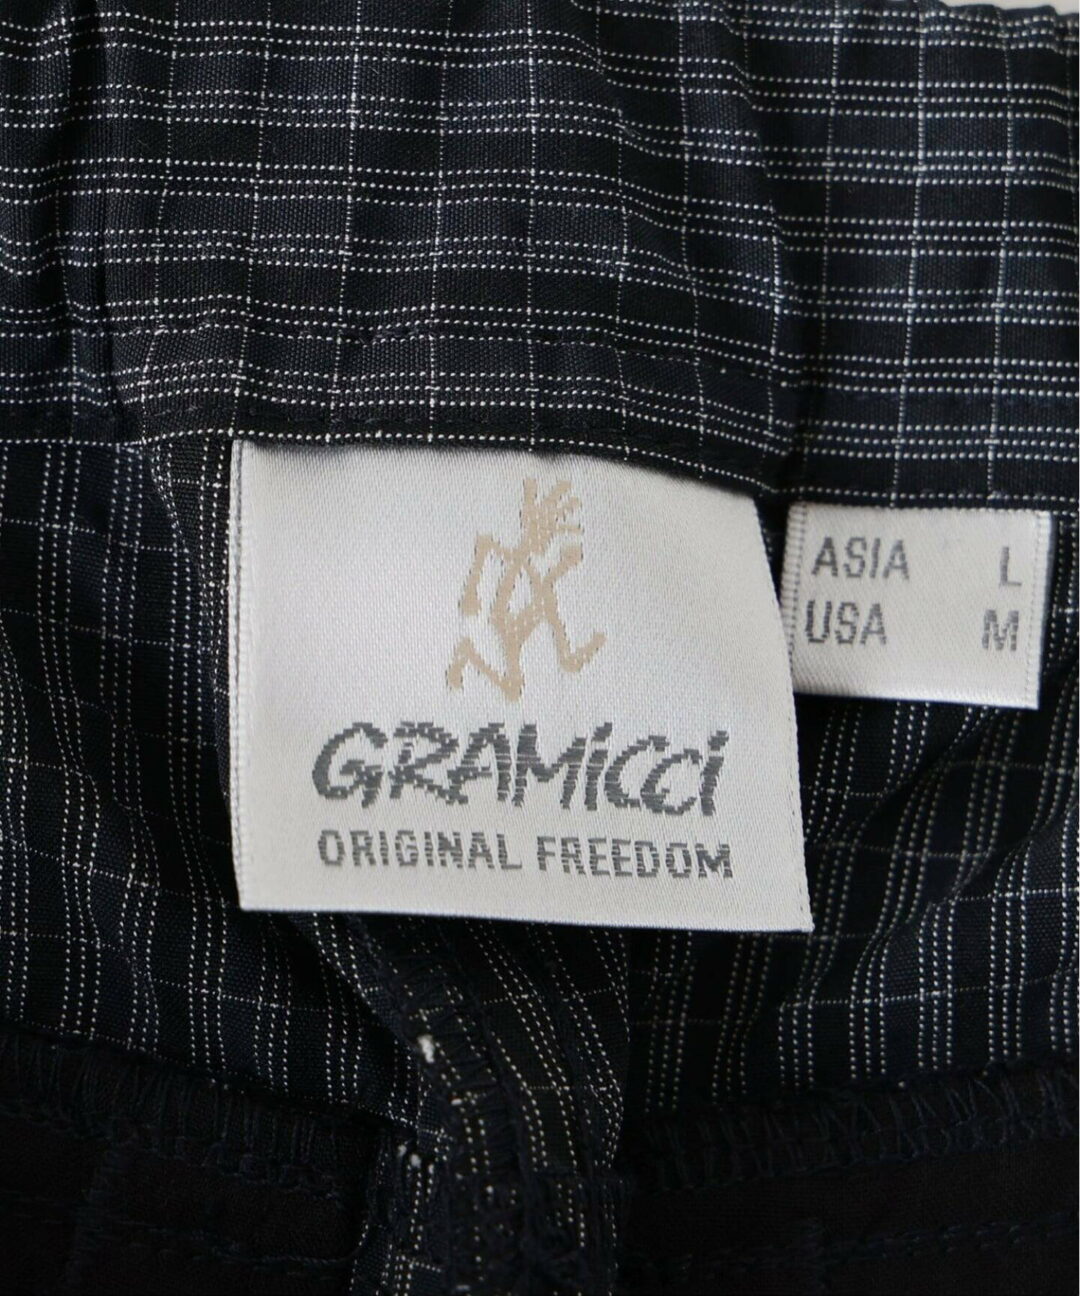 GRAMiCCi
ORIGINAL FREEDOM
ASIA L
USA M